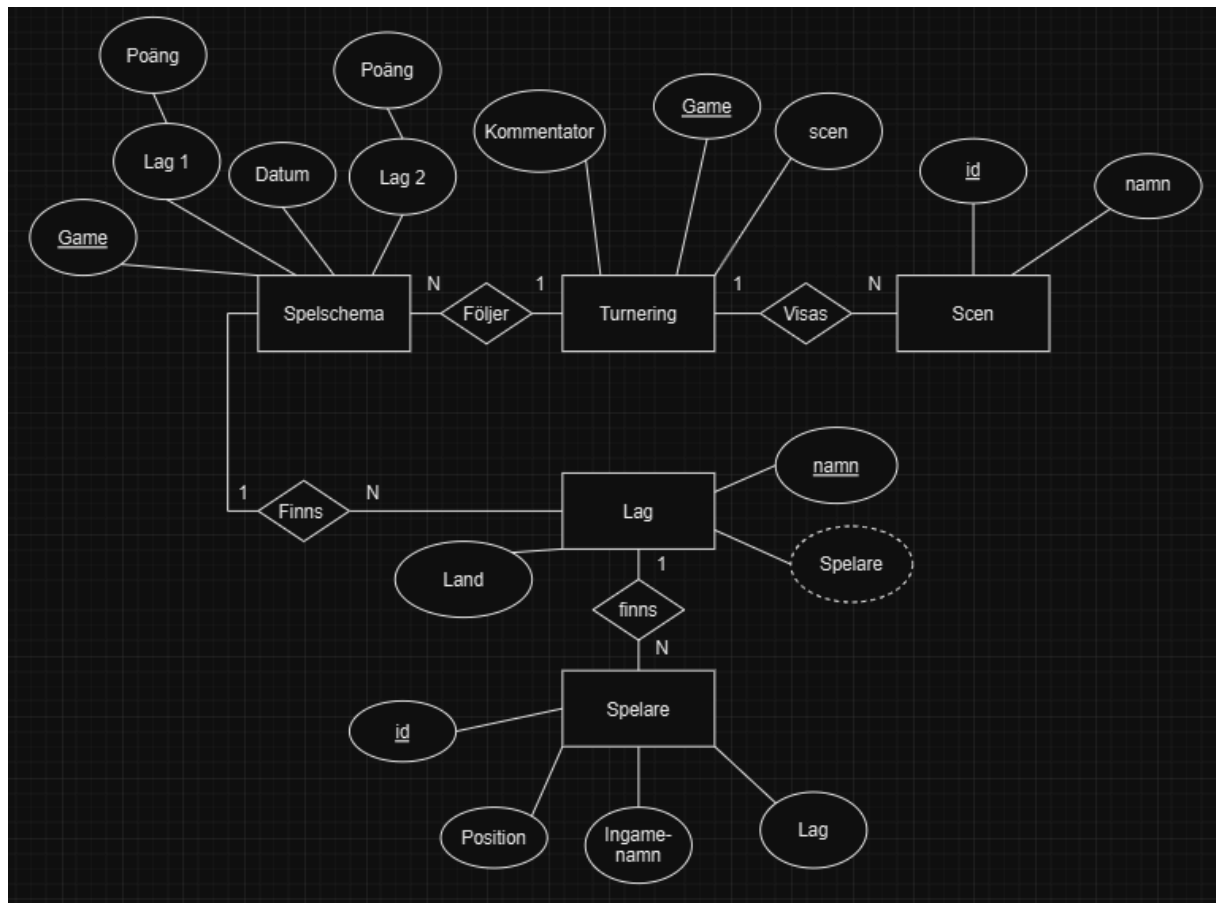 Poäng
Poäng
Game
Kommentator
scen
Lag 1
Datum
Lag 2
id
namn
Game
N
1
1
N
Spelschema
Följer
Turnering
Visas
Scen
namn
1
Finns
N
Lag
Land
1
Spelare
finns
N
Spelare
id
Position
Ingame-
namn
Lag